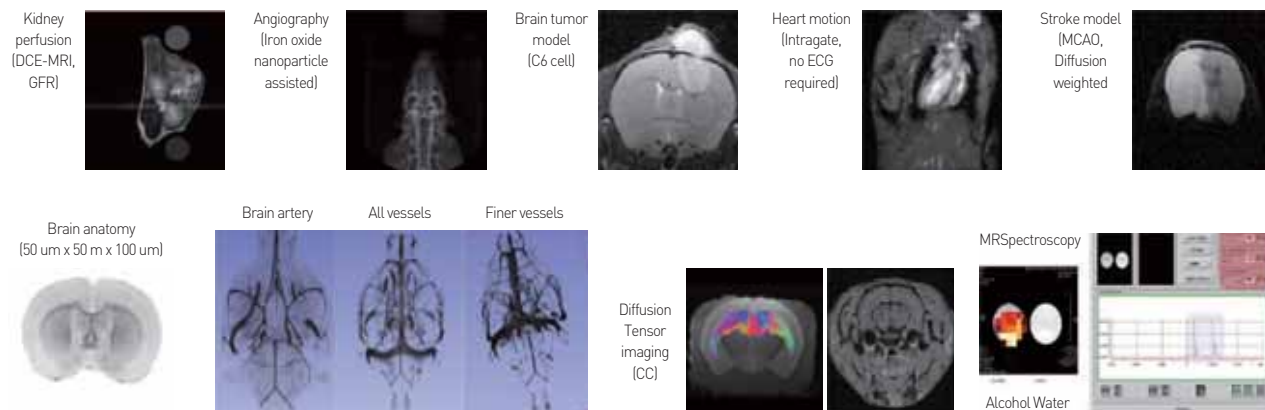 Kidney
perfusion
(DCE-MRI,
GFR)
Angiography
(Iron oxide
nanoparticle
assisted)
Brain tumor
model
(C6 cell)
Heart motion
(Intragate,
no ECG
required)
Stroke model
(MCAO,
Diffusion
weighted
Brain anatomy
(50 um x 50 m x 100 um)
Brain artery
All vessels
Finer vessels
Diffusion
Tensor
imaging
(CC)
MRSpectroscopy
Alcohol Water